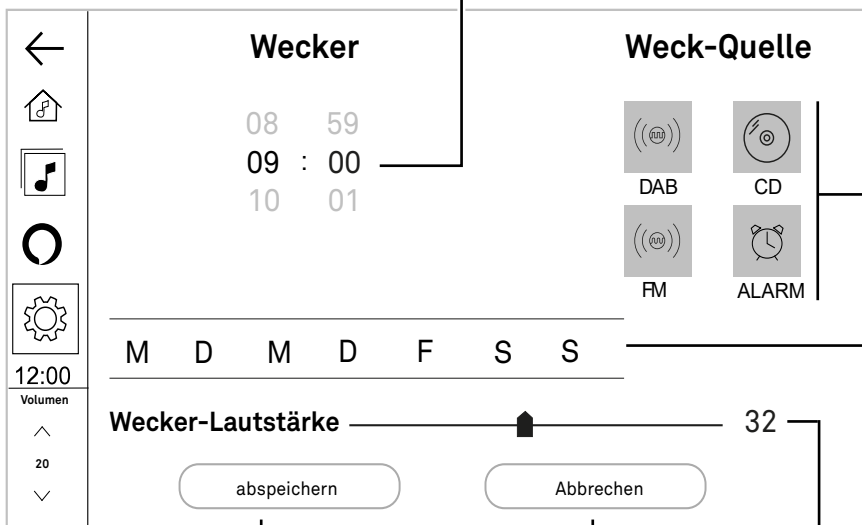 Wecker
08 59
09 : 00
10 01
Weck-Quelle
DAB CD
FM ALARM
M D M D F S S
12:00
Volumen
20
Wecker-Lautstärke 32
abspeichern Abbrechen